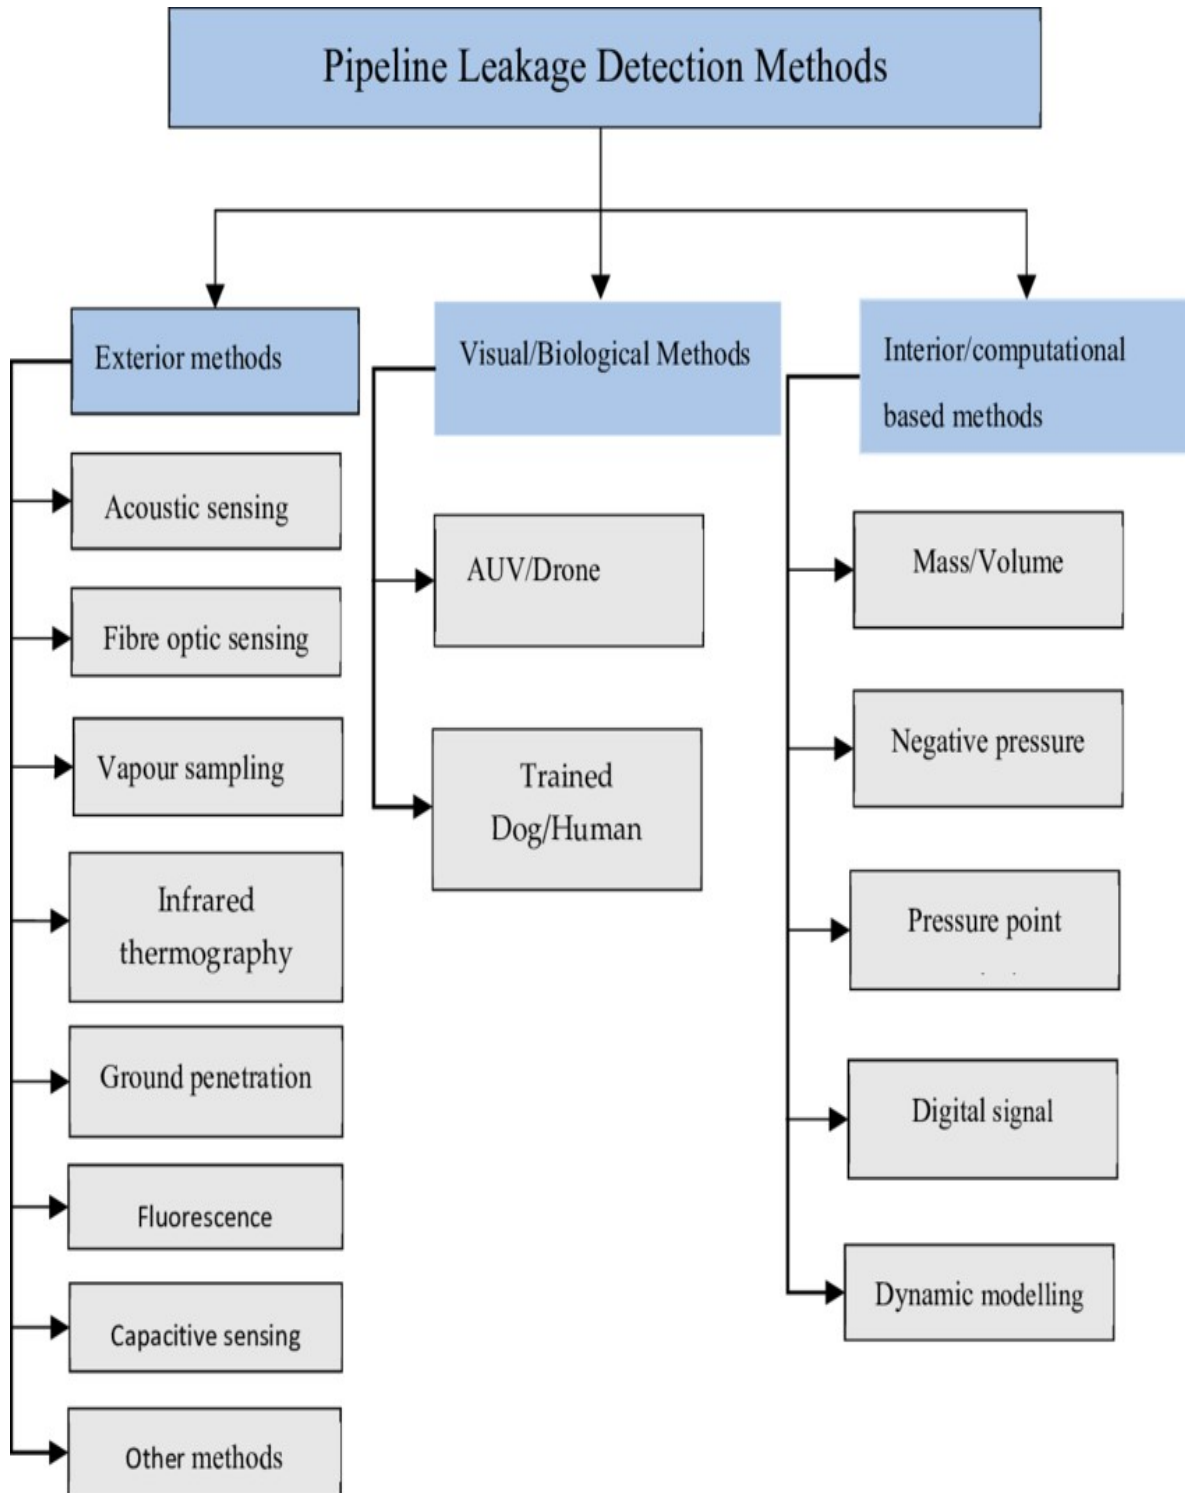 Pipeline Leakage Detection Methods
Exterior methods
Acoustic sensing
Fibre optic sensing
Vapour sampling
Infrared
thermography
Ground penetration
Fluorescence
Capacitive sensing
Other methods
Visual/Biological Methods
AUV/Drone
Trained
Dog/Human
Interior/computational
based methods
Mass/Volume
Negative pressure
Pressure point
Digital signal
Dynamic modelling